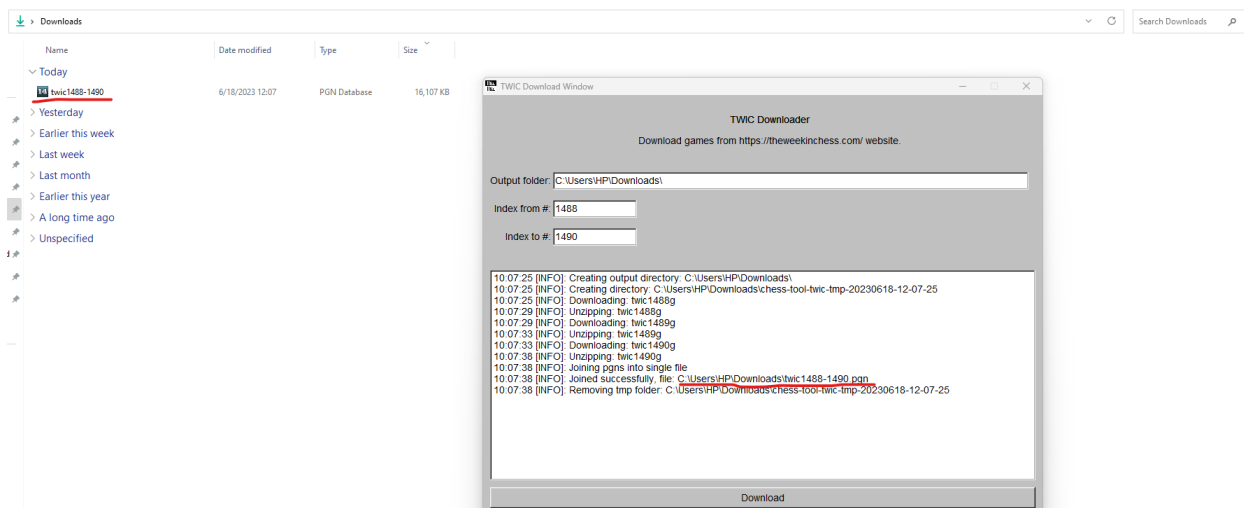 Downloads
Search Downloads
Name Date modified Type Size
Today
twic1488-1490 6/18/2023 12:07 PGN Database 16,107 KB
Yesterday
Earlier this week
Last week
Last month
Earlier this year
A long time ago
Unspecified
TWIC Download Window
TWIC Downloader
Download games from https://theweekinchess.com/ website.
Output folder: C:\Users\HP\Downloads\
Index from #: 1488
Index to #: 1490
10:07:25 [INFO]: Creating output directory: C:\Users\HP\Downloads\
10:07:25 [INFO]: Creating directory: C:\Users\HP\Downloads\chess-tool-twic-tmp-20230618-12-07-25
10:07:25 [INFO]: Downloading: twic1488g
10:07:29 [INFO]: Unzipping: twic1488g
10:07:29 [INFO]: Downloading: twic1489g
10:07:33 [INFO]: Unzipping: twic1489g
10:07:33 [INFO]: Downloading: twic1490g
10:07:38 [INFO]: Unzipping: twic1490g
10:07:38 [INFO]: Joining pgns into single file
10:07:38 [INFO]: Joined successfully, file: C:\Users\HP\Downloads\twic1488-1490.pgn
10:07:38 [INFO]: Removing tmp folder: C:\Users\HP\Downloads\chess-tool-twic-tmp-20230618-12-07-25
Download